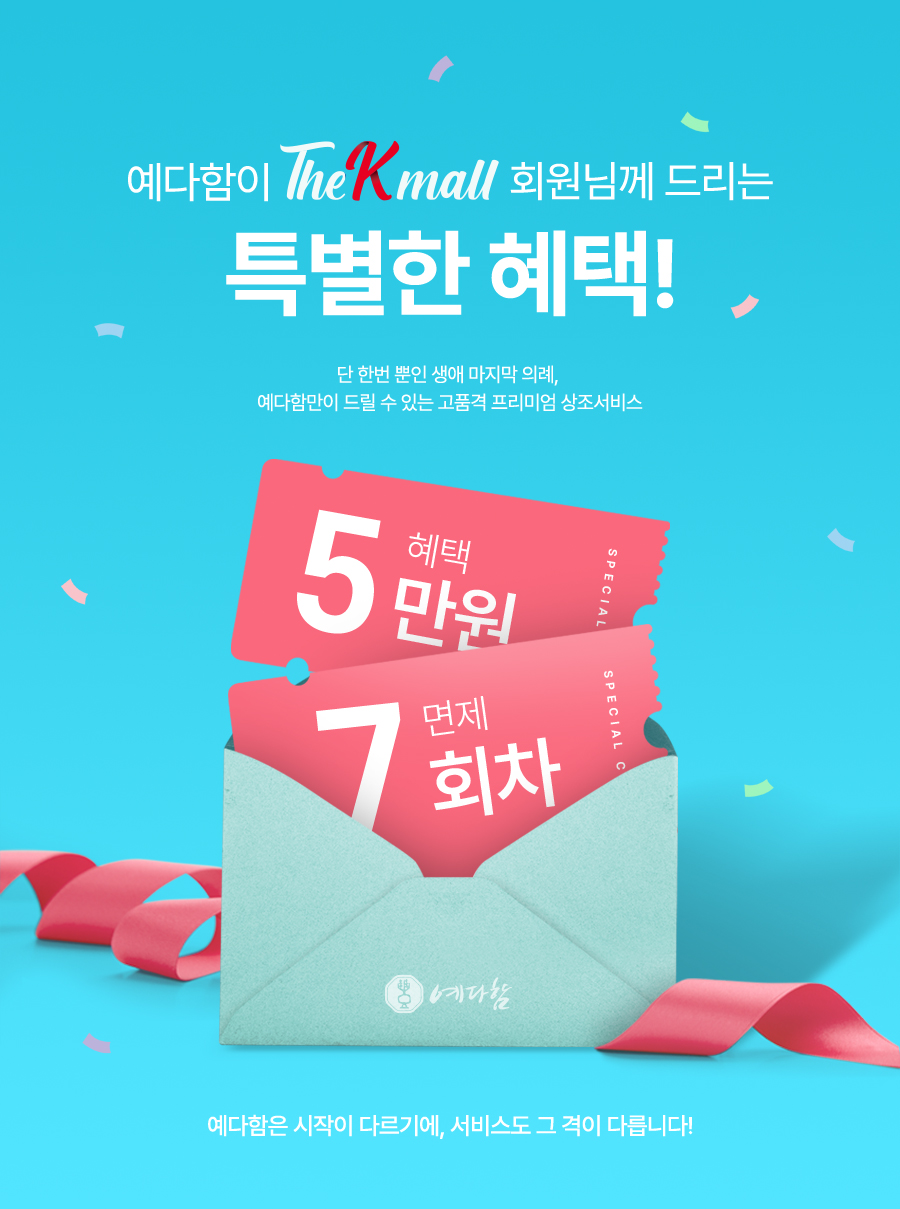 예다함이 The K mall 회원님께 드리는
특별한 혜택!
단 한번 뿐인 생애 마지막 의례,
예다함만이 드릴 수 있는 고품격 프리미엄 상조서비스
5 혜택
만원
SPECIAL
7 면제
회차
SPECIAL C
예다함
예다함은 시작이 다르기에, 서비스도 그 격이 다릅니다!